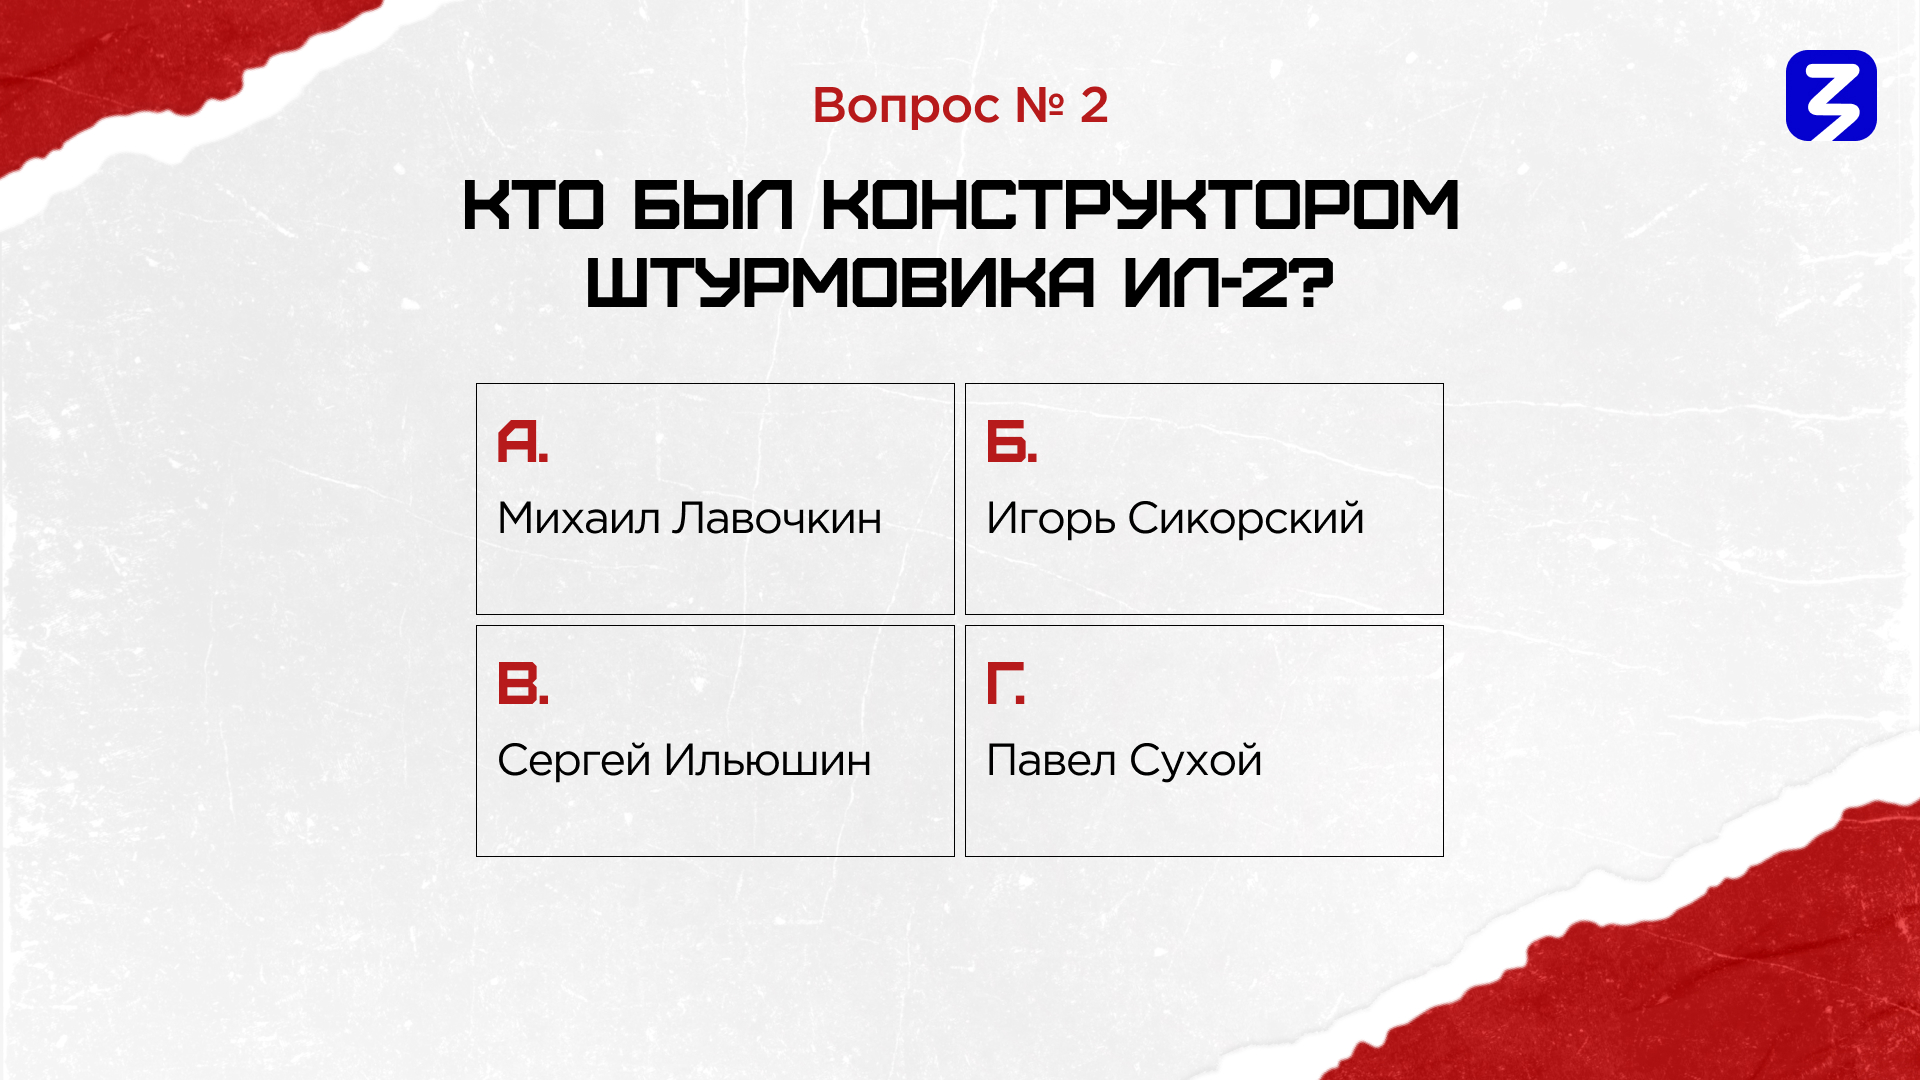 Вопрос № 2
КТО БЫЛ КОНСТРУКТОРОМ
ШТУРМОВИКА ИЛ-2?
А.
Михаил Лавочкин
Б.
Игорь Сикорский
В.
Сергей Ильюшин
Г.
Павел Сухой